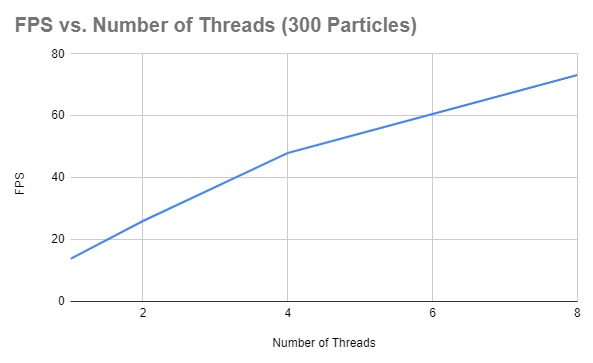 FPS vs. Number of Threads (300 Particles)
80
60
40
20
0
FPS
2 4 6 8
Number of Threads